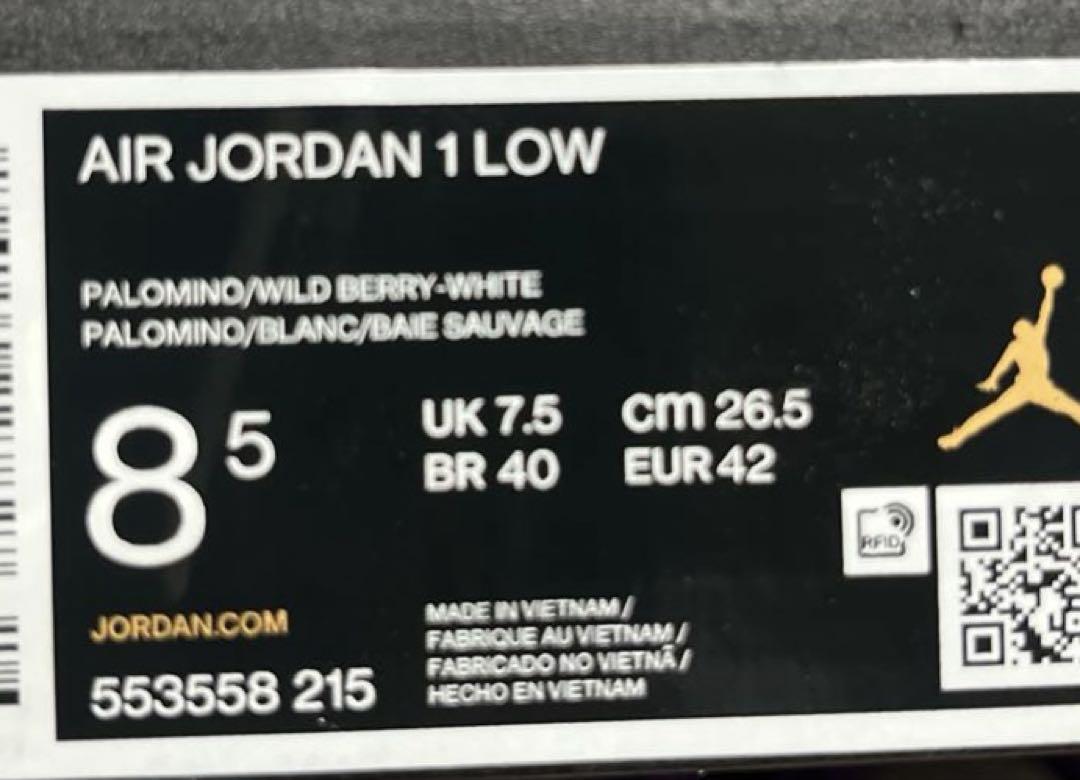 AIR JORDAN 1 LOW
PALOMINO/WILD BERRY-WHITE
PALOMINO/BLANC/BAIE SAUVAGE
8 5
UK 7.5 cm 26.5
BR 40 EUR 42
RFID
JORDAN.COM
553558 215
MADE IN VIETNAM /
FABRIQUE AU VIETNAM /
FABRICADO NO VIETNÃ /
HECHO EN VIETNAM